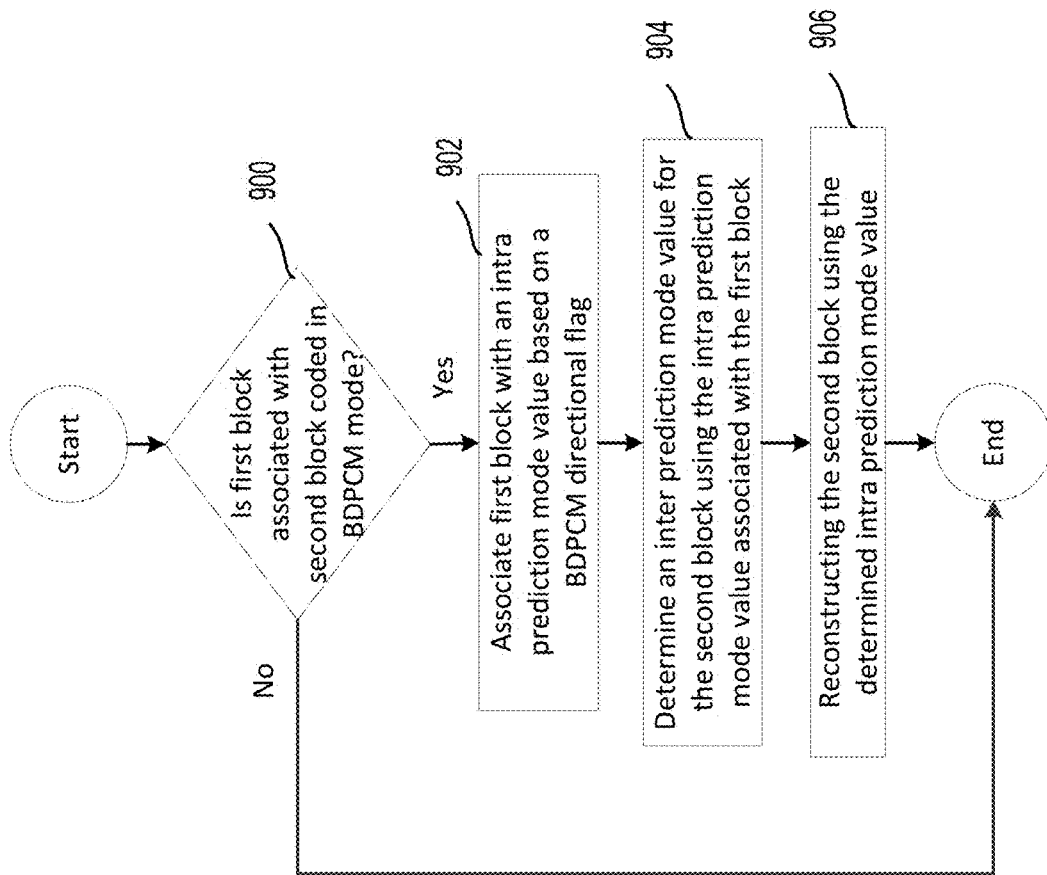 Start
900
Is first block
associated with
second block coded in
BDPCM mode?
No
Yes
902
Associate first block with an intra
prediction mode value based on a
BDPCM directional flag
904
Determine an inter prediction mode value for
the second block using the intra prediction
mode value associated with the first block
906
Reconstructing the second block using the
determined intra prediction mode value
End